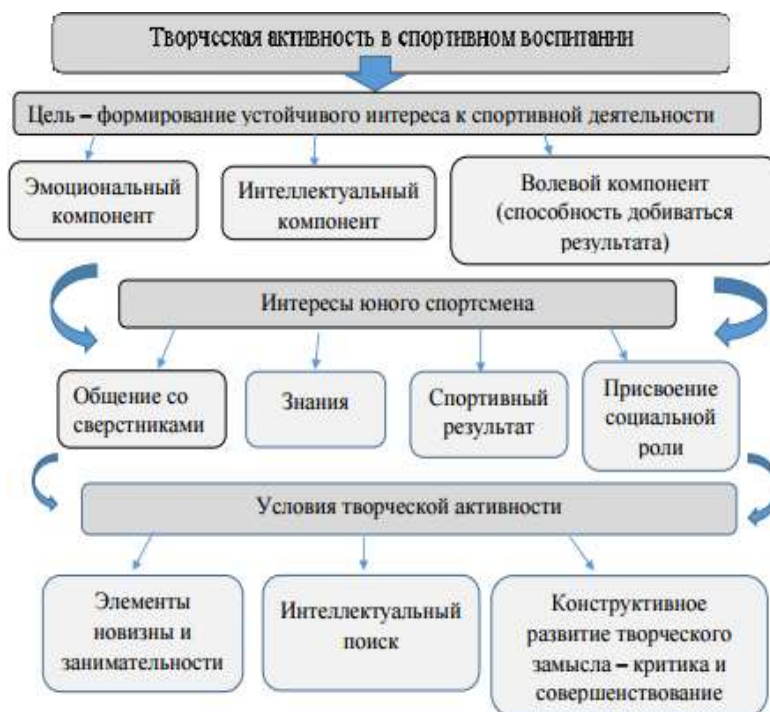 Творческая активность в спортивном воспитании
Цель – формирование устойчивого интереса к спортивной деятельности
Эмоциональный
компонент
Интеллектуальный
компонент
Волевой компонент
(способность добиваться
результата)
Интересы юного спортсмена
Общение со
сверстниками
Знания
Спортивный
результат
Присвоение
социальной
роли
Условия творческой активности
Элементы
новизны и
занимательности
Интеллектуальный
поиск
Конструктивное
развитие творческого
замысла – критика и
совершенствование